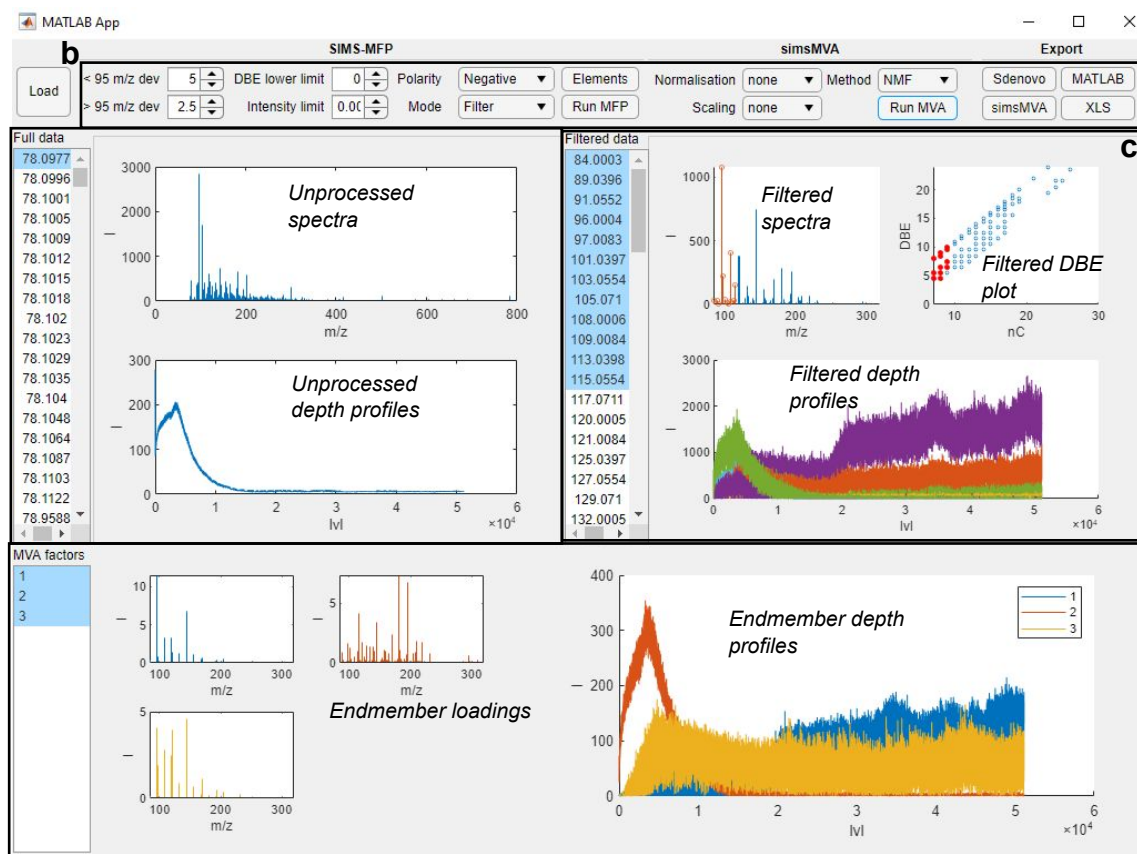 MATLAB App
b
SIMS-MFP
simsMVA
Export
Load
< 95 m/z dev 5 DBE lower limit 0 Polarity Negative Elements Normalisation none Method NMF Sdenovo MATLAB
> 95 m/z dev 2.5 Intensity limit 0.00 Mode Filter Run MFP Scaling none Run MVA simsMVA XLS
Full data
78.0977
78.0996
78.1001
78.1005
78.1009
78.1012
78.1015
78.1018
78.102
78.1023
78.1029
78.1035
78.104
78.1048
78.1064
78.1087
78.1103
78.1122
78.9588
3000
2000
1000
0
I
Unprocessed
spectra
0 200 400 600 800
m/z
300
200
100
0
I
Unprocessed
depth profiles
0 1 2 3 4 5 6
lvl
×10⁴
Filtered data
c
84.0003
89.0396
91.0552
96.0004
97.0083
101.0397
103.0554
105.071
108.0006
109.0084
113.0398
115.0554
117.0711
120.0005
121.0084
125.0397
127.0554
129.071
132.0005
1000
500
0
I
Filtered
spectra
100 200 300
m/z
20
15
10
5
0
DBE
Filtered DBE
plot
10 20 30
nC
3000
2000
1000
0
I
Filtered depth
profiles
0 1 2 3 4 5 6
lvl
×10⁴
MVA factors
1
2
3
10
5
0
I
100 200 300
m/z
5
0
I
100 200 300
m/z
Endmember loadings
5
0
I
100 200 300
m/z
400
300
200
100
0
I
Endmember depth
profiles
1
2
3
0 1 2 3 4 5 6
lvl
×10⁴